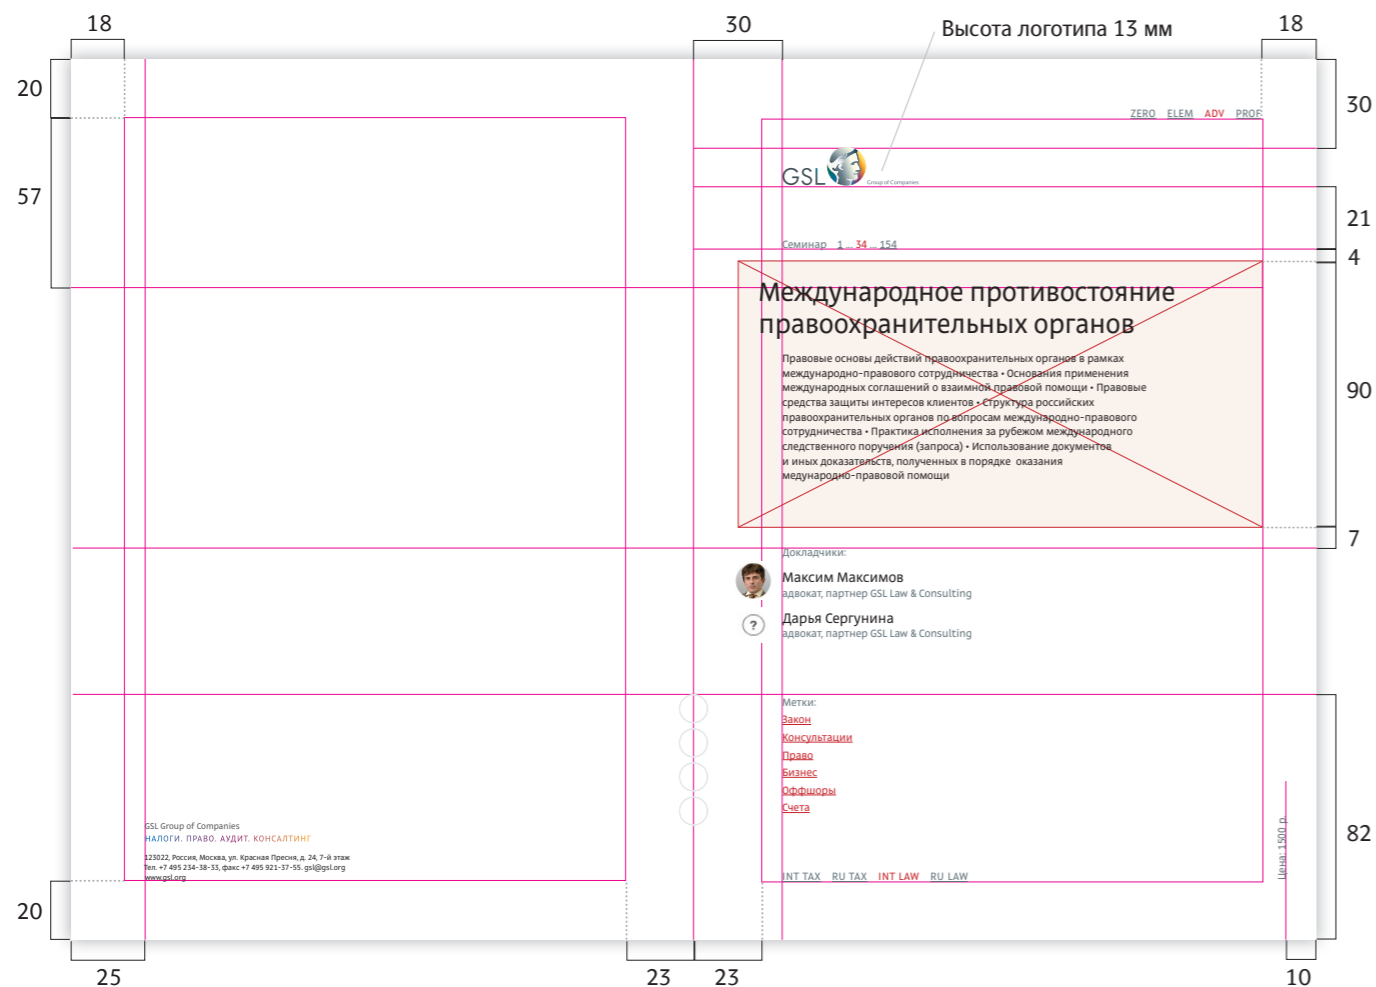 18
30
Высота логотипа 13 мм
18
20
57
30
21
4
90
7
82
ZERO ELEM ADV PROF
GSL Group of Companies
Семинар 1 ... 34 ... 154
Международное противостояние
правоохранительных органов
Правовые основы действий правоохранительных органов в рамках
международно-правового сотрудничества • Основания применения
международных соглашений о взаимной правовой помощи • Правовые
средства защиты интересов клиентов • Структура российских
правоохранительных органов по вопросам международно-правового
сотрудничества • Практика исполнения за рубежом международного
следственного поручения (запроса) • Использование документов
и иных доказательств, полученных в порядке оказания
медународно-правовой помощи
Докладчики:
Максим Максимов
адвокат, партнер GSL Law & Consulting
?
Дарья Сергунина
адвокат, партнер GSL Law & Consulting
Метки:
Закон
Консультации
Право
Бизнес
Оффшоры
Счета
Цена: 1500 р.
INT TAX RU TAX INT LAW RU LAW
GSL Group of Companies
НАЛОГИ. ПРАВО. АУДИТ. КОНСАЛТИНГ
123022, Россия, Москва, ул. Красная Пресня, д. 24, 7-й этаж
Тел. +7 495 234-38-33, факс +7 495 921-37-55. gsl@gsl.org
www.gsl.org
20
25
23
23
10